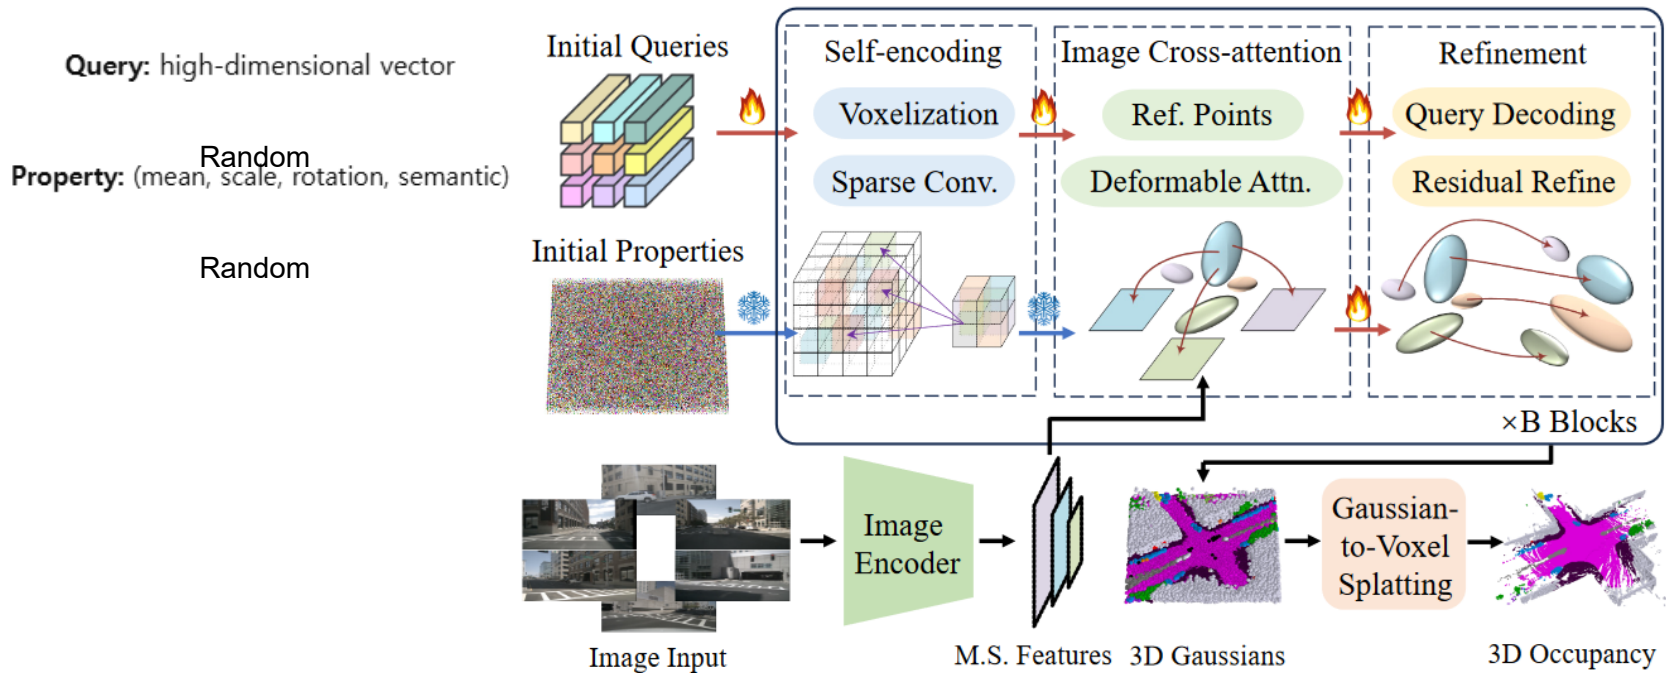 Query: high-dimensional vector
Random
Property: (mean, scale, rotation, semantic)
Random
Initial Queries
Initial Properties
Self-encoding
Voxelization
Sparse Conv.
Image Cross-attention
Ref. Points
Deformable Attn.
Refinement
Query Decoding
Residual Refine
×B Blocks
Image Input
Image
Encoder
M.S. Features
3D Gaussians
Gaussian-
to-Voxel
Splatting
3D Occupancy